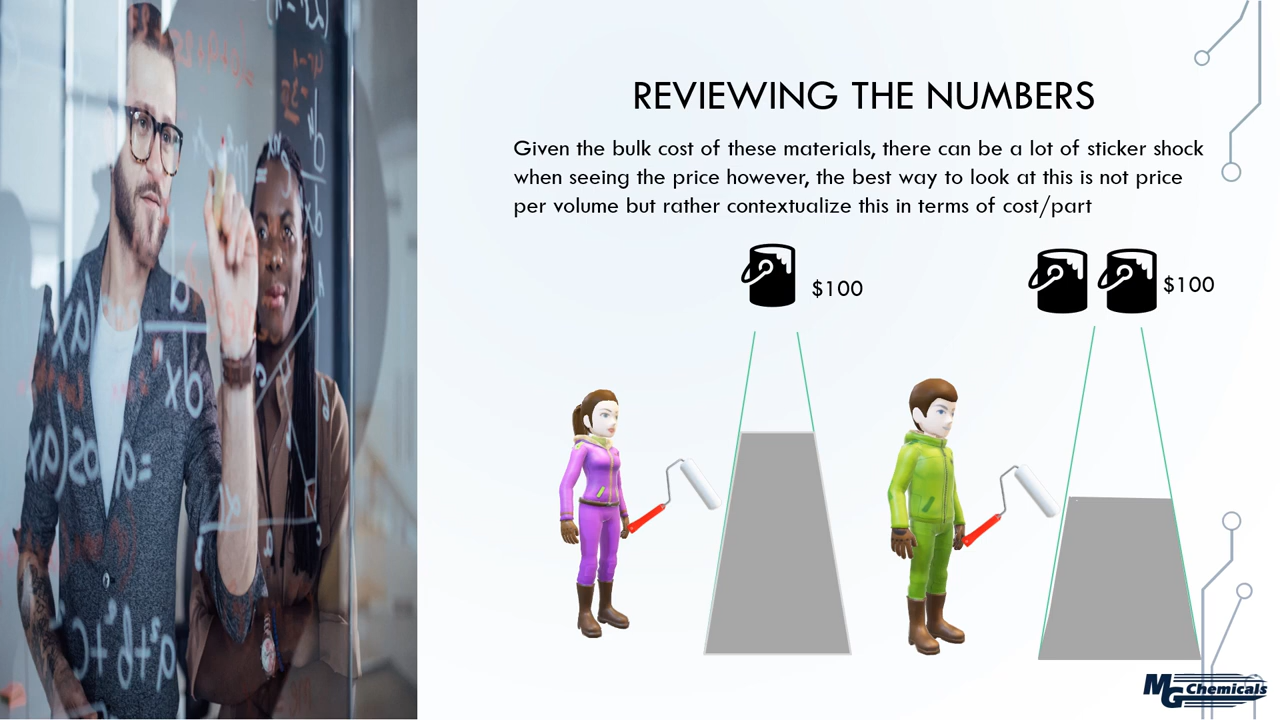 REVIEWING THE NUMBERS
Given the bulk cost of these materials, there can be a lot of sticker shock
when seeing the price however, the best way to look at this is not price
per volume but rather contextualize this in terms of cost/part
$100
$100
MG Chemicals